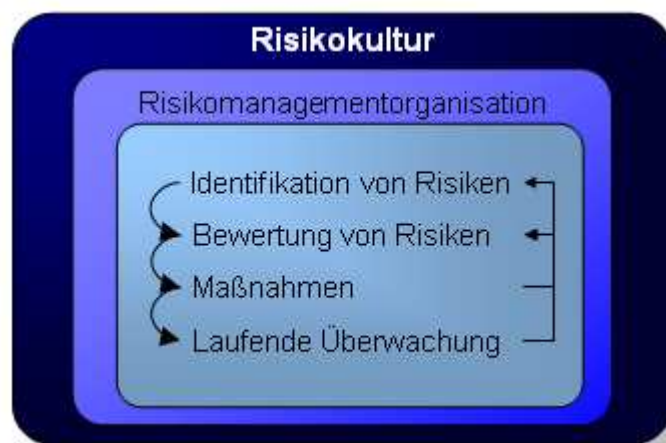 Risikokultur
Risikomanagementorganisation
Identifikation von Risiken
Bewertung von Risiken
Maßnahmen
Laufende Überwachung